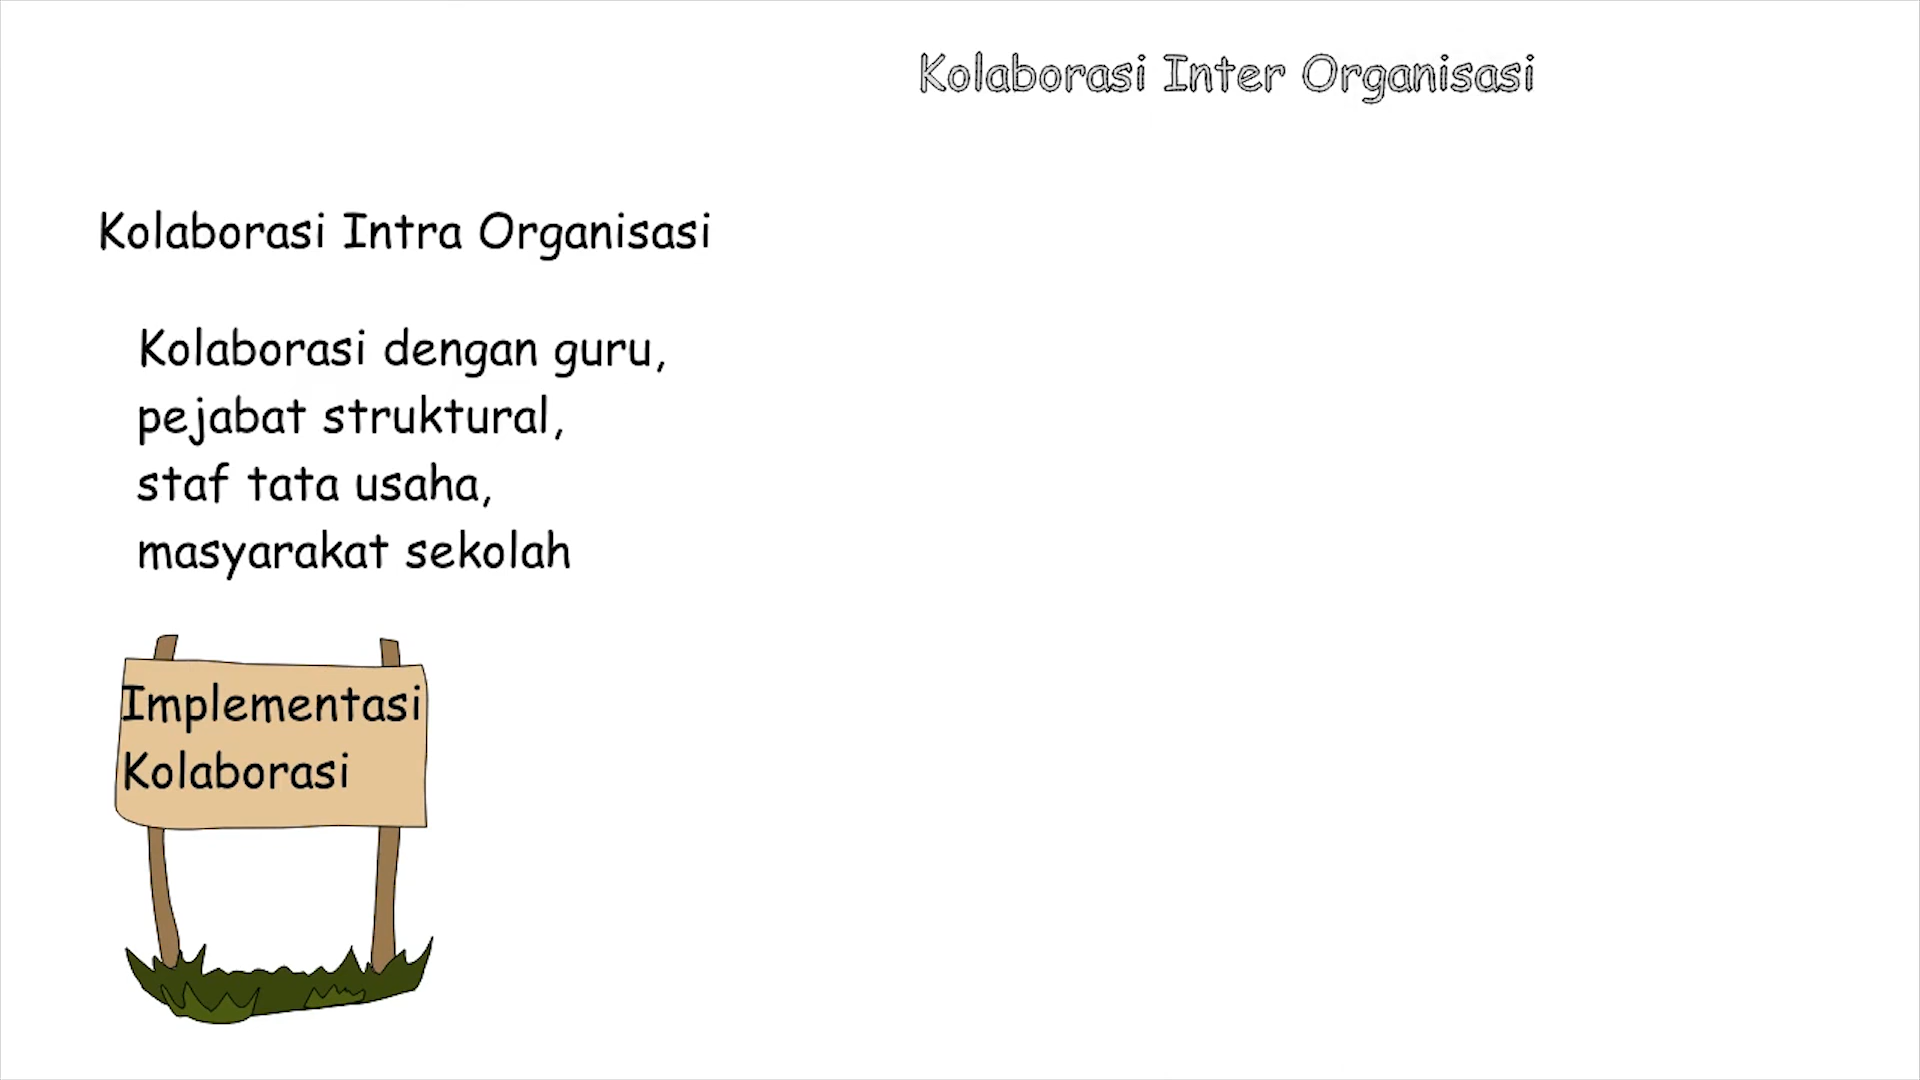 Kolaborasi Inter Organisasi
Kolaborasi Intra Organisasi
Kolaborasi dengan guru,
pejabat struktural,
staf tata usaha,
masyarakat sekolah
Implementasi
Kolaborasi